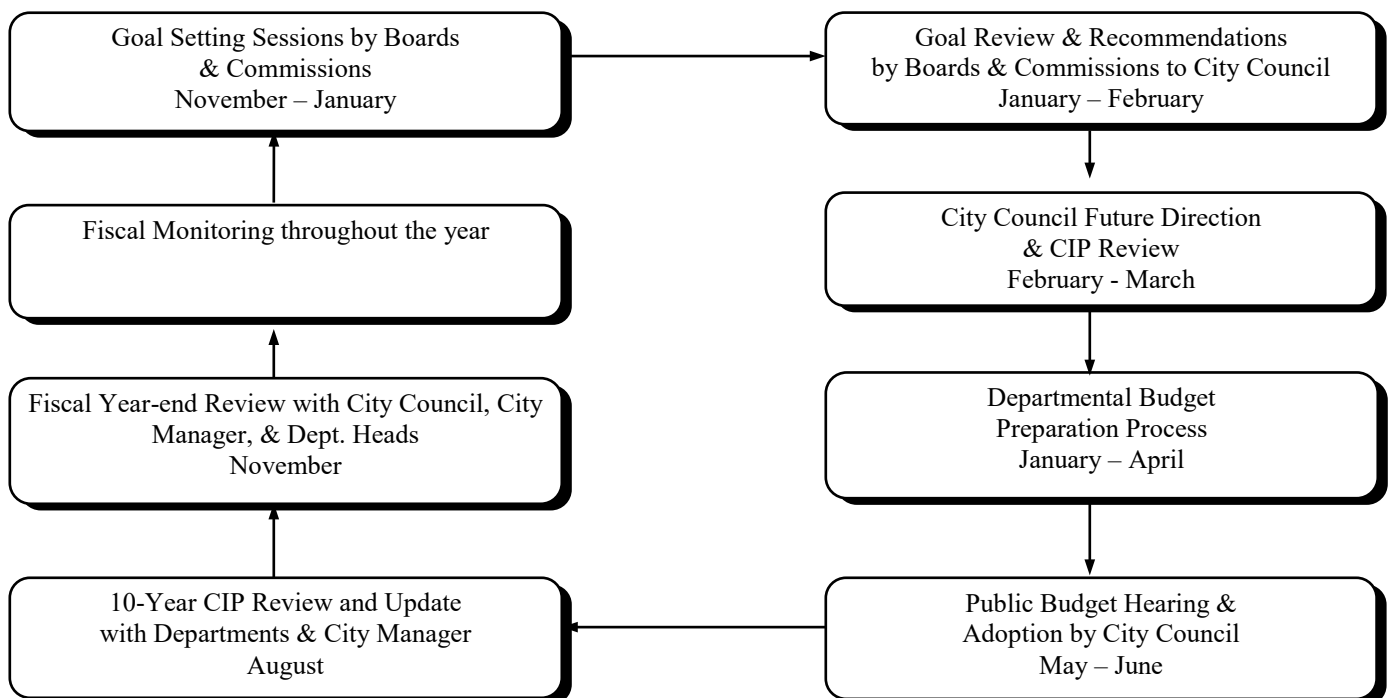 Goal Setting Sessions by Boards
& Commissions
November – January
Goal Review & Recommendations
by Boards & Commissions to City Council
January – February
Fiscal Monitoring throughout the year
City Council Future Direction
& CIP Review
February - March
Fiscal Year-end Review with City Council, City
Manager, & Dept. Heads
November
Departmental Budget
Preparation Process
January – April
10-Year CIP Review and Update
with Departments & City Manager
August
Public Budget Hearing &
Adoption by City Council
May – June